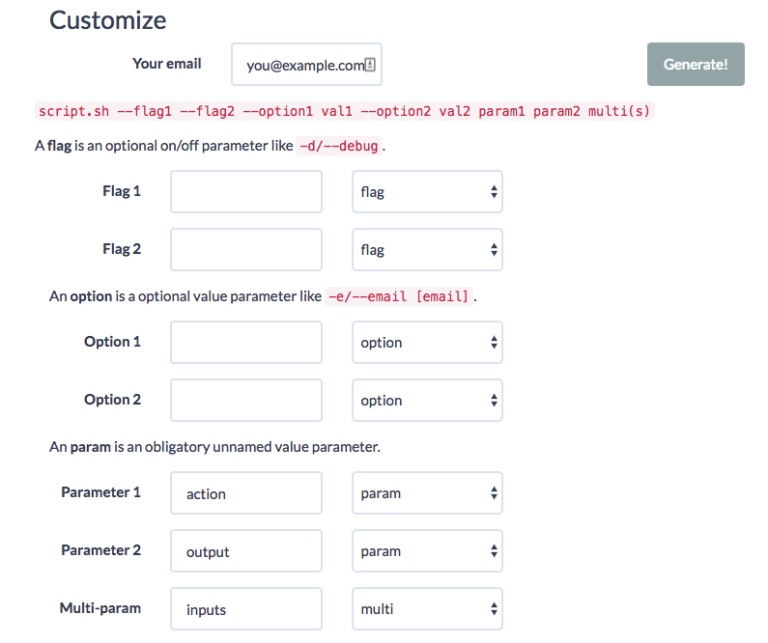 Customize
Your email you@example.com Generate!
script.sh --flag1 --flag2 --option1 val1 --option2 val2 param1 param2 multi(s)
A flag is an optional on/off parameter like -d/--debug.
Flag 1 flag
Flag 2 flag
An option is a optional value parameter like -e/--email [email].
Option 1 option
Option 2 option
An param is an obligatory unnamed value parameter.
Parameter 1 action param
Parameter 2 output param
Multi-param inputs multi